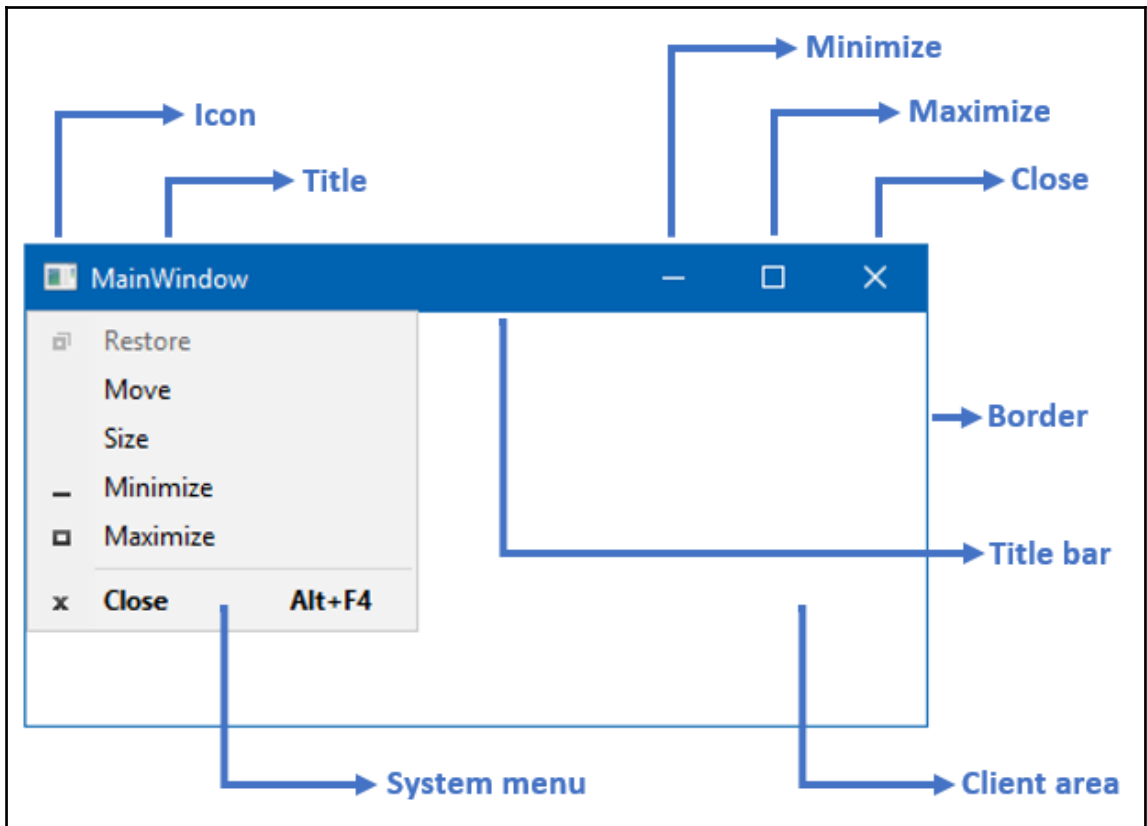 Minimize
Icon
Maximize
Title
Close
MainWindow
Restore
Move
Size
Minimize
Maximize
Close Alt+F4
Border
Title bar
System menu
Client area